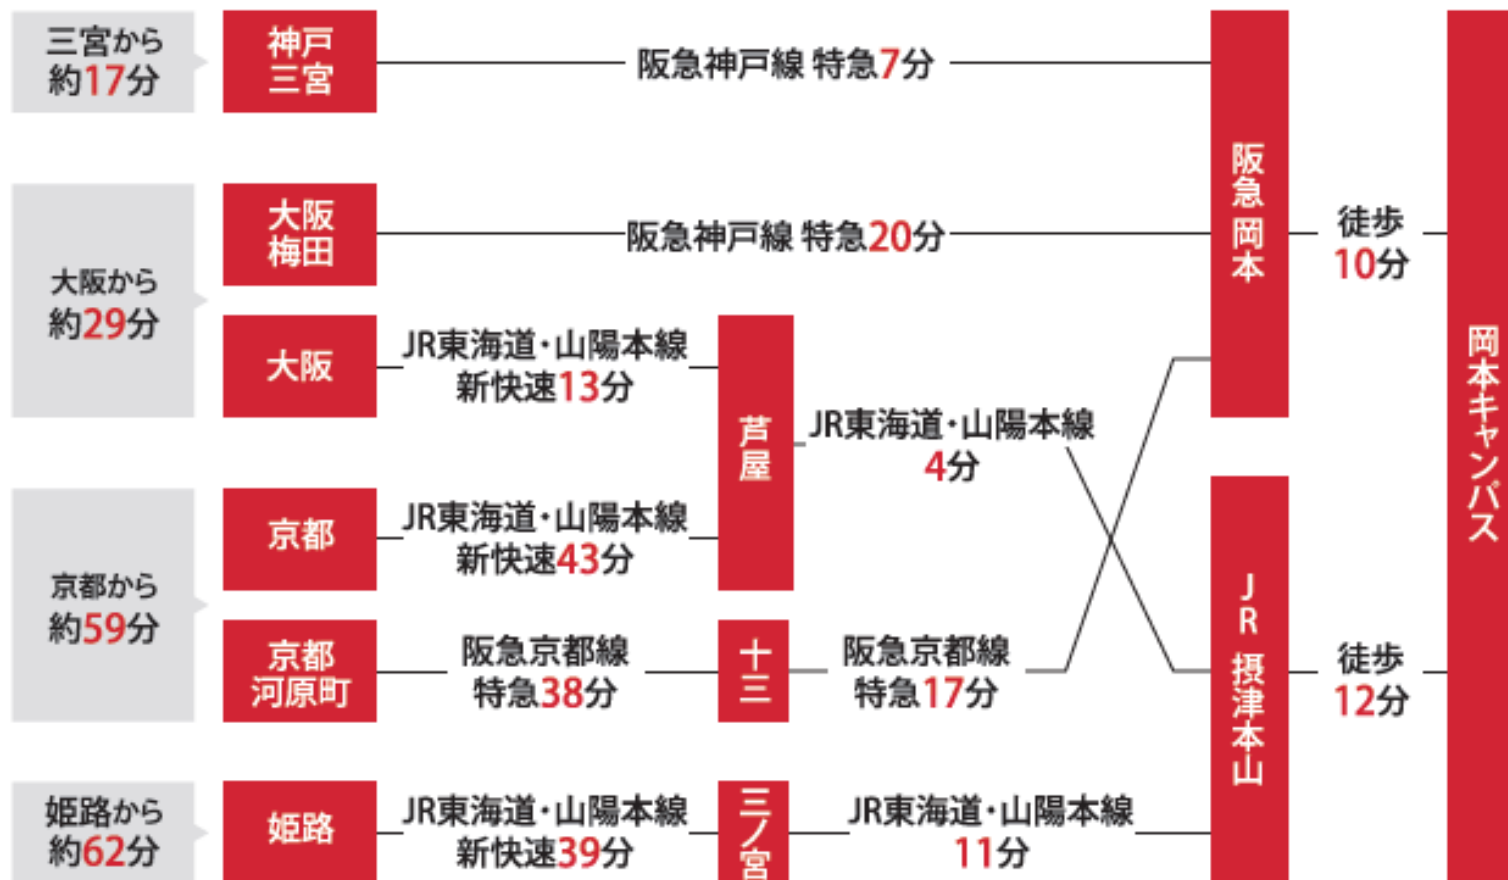 三宮から
約17分
神戸
三宮
阪急神戸線 特急7分
大阪から
約29分
大阪
梅田
阪急神戸線 特急20分
大阪
JR東海道・山陽本線
新快速13分
芦屋
JR東海道・山陽本線
4分
京都から
約59分
京都
JR東海道・山陽本線
新快速43分
京都
河原町
阪急京都線
特急38分
十三
阪急京都線
特急17分
姫路から
約62分
姫路
JR東海道・山陽本線
新快速39分
三ノ宮
JR東海道・山陽本線
11分
阪急 岡本
徒歩
10分
JR 摂津本山
徒歩
12分
岡本キャンパス